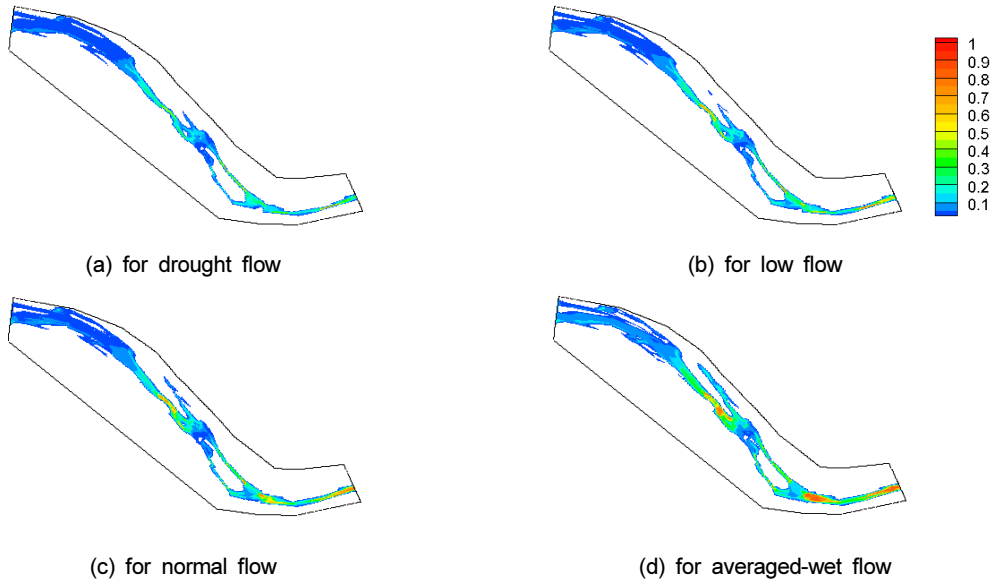 1
0.9
0.8
0.7
0.6
0.5
0.4
0.3
0.2
0.1
(a) for drought flow
(b) for low flow
(c) for normal flow
(d) for averaged-wet flow